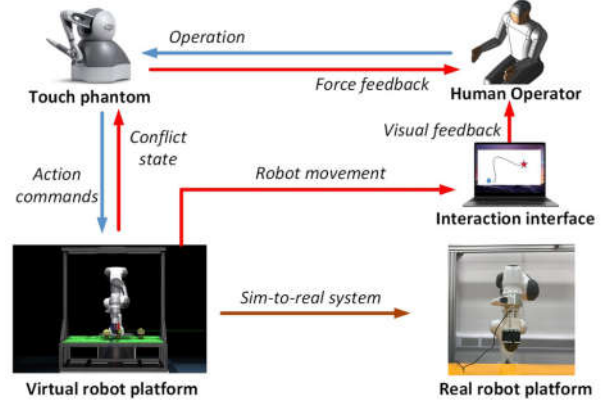 Operation
Force feedback
Touch phantom
Human Operator
Visual feedback
Conflict
state
Action
commands
Robot movement
Interaction interface
Sim-to-real system
Virtual robot platform
Real robot platform